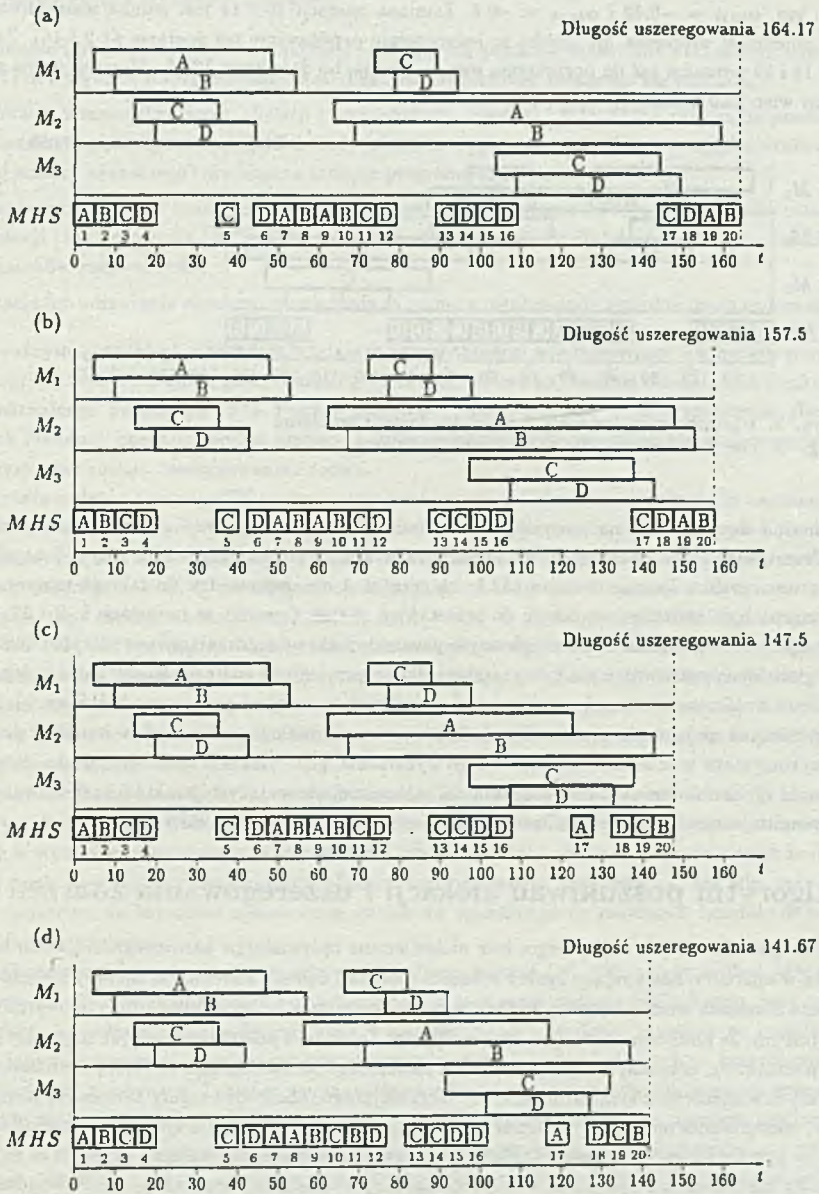 (a)
Długość uszeregowania 164.17
M1 A C
B D
M2 C A
D B
M3 C
D
MHS A B C D C D A B A B C D C D C D C D A B
1 2 3 4 5 6 7 8 9 10 11 12 13 14 15 16 17 18 19 20
0 10 20 30 40 50 60 70 80 90 100 110 120 130 140 150 160 t
(b)
Długość uszeregowania 157.5
M1 A C
B D
M2 C A
D B
M3 C
D
MHS A B C D C D A B A B C D C C D D C D A B
1 2 3 4 5 6 7 8 9 10 11 12 13 14 15 16 17 18 19 20
0 10 20 30 40 50 60 70 80 90 100 110 120 130 140 150 t
(c)
Długość uszeregowania 147.5
M1 A C
B D
M2 C A
D B
M3 C
D
MHS A B C D C D A B A B C D C C D D A D C B
1 2 3 4 5 6 7 8 9 10 11 12 13 14 15 16 17 18 19 20
0 10 20 30 40 50 60 70 80 90 100 110 120 130 140 150 160 t
(d)
Długość uszeregowania 141.67
M1 A C
B D
M2 C A
D B
M3 C
D
MHS A B C D C D A A B C B D C C D D A D C B
1 2 3 4 5 6 7 8 9 10 11 12 13 14 15 16 17 18 19 20
0 10 20 30 40 50 60 70 80 90 100 110 120 130 140 150 160 t